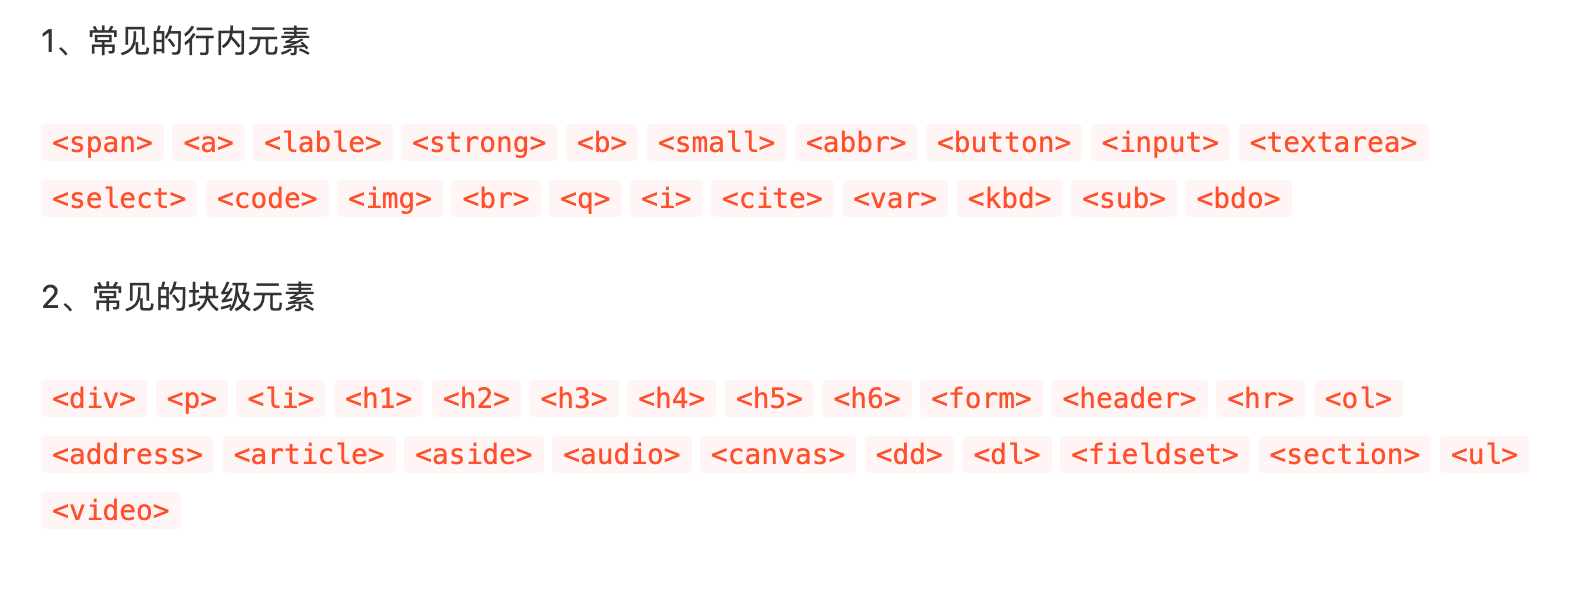 1、常见的行内元素
<span> <a> <lable> <strong> <b> <small> <abbr> <button> <input> <textarea>
<select> <code> <img> <br> <q> <i> <cite> <var> <kbd> <sub> <bdo>
2、常见的块级元素
<div> <p> <li> <h1> <h2> <h3> <h4> <h5> <h6> <form> <header> <hr> <ol>
<address> <article> <aside> <audio> <canvas> <dd> <dl> <fieldset> <section> <ul>
<video>